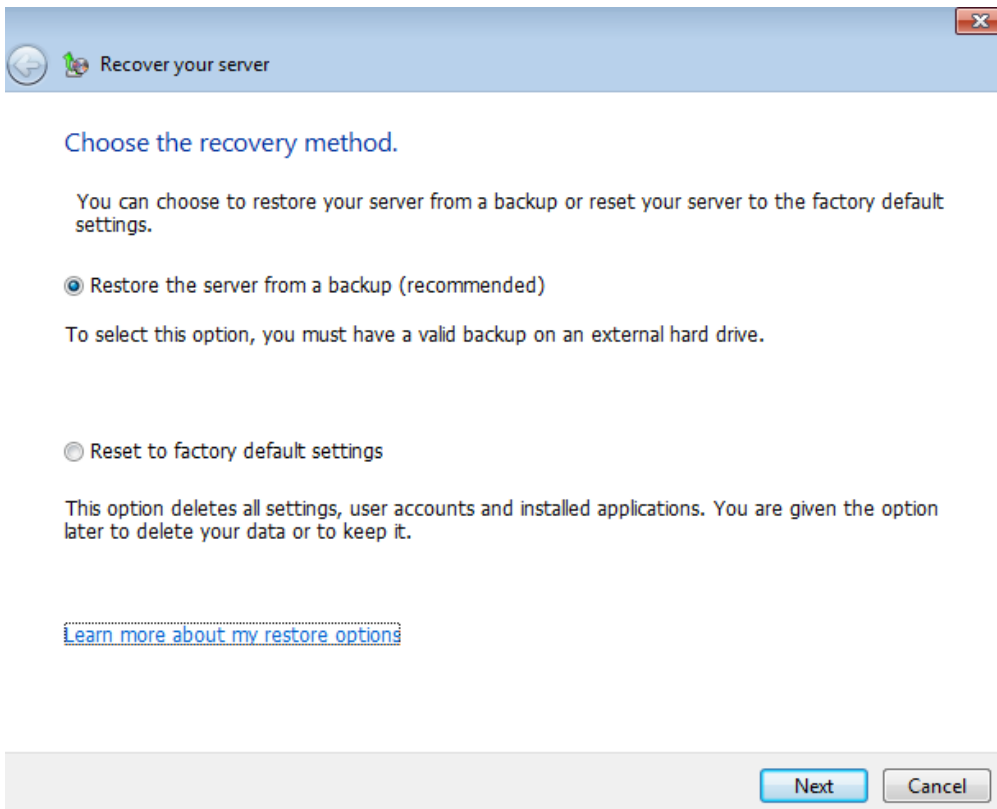 Recover your server
Choose the recovery method.
You can choose to restore your server from a backup or reset your server to the factory default
settings.
Restore the server from a backup (recommended)
To select this option, you must have a valid backup on an external hard drive.
Reset to factory default settings
This option deletes all settings, user accounts and installed applications. You are given the option
later to delete your data or to keep it.
Learn more about my restore options
Next
Cancel